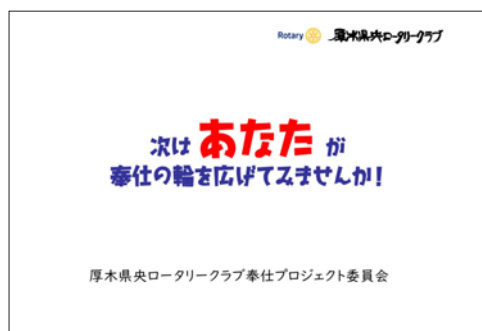 Rotary 厚木県央ロータリークラブ
次は あなた が
奉仕の輪を広げてみませんか!
厚木県央ロータリークラブ奉仕プロジェクト委員会